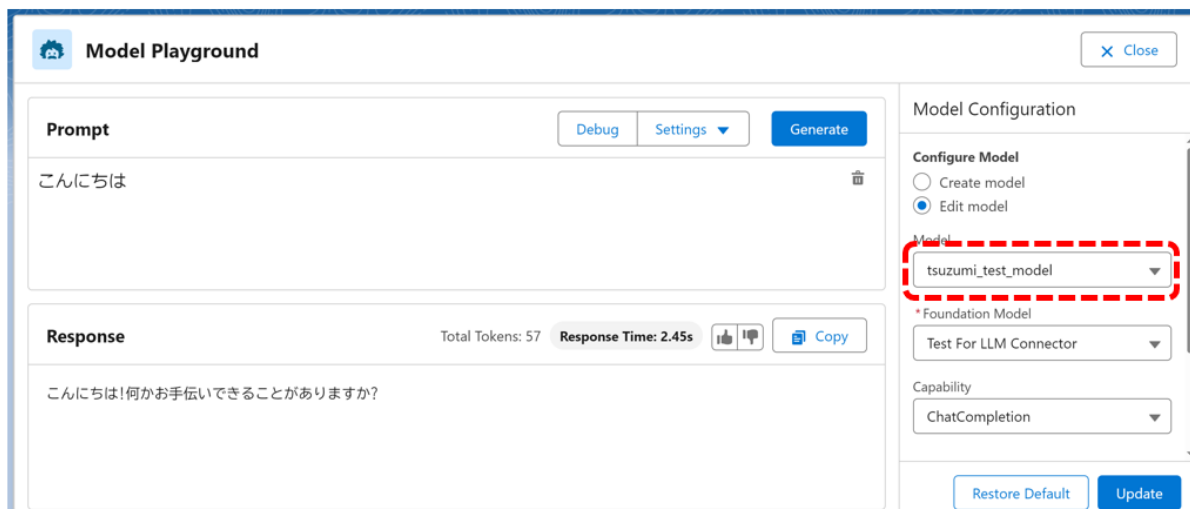 Model Playground
Close
Prompt
Debug
Settings
Generate
こんにちは
Response
Total Tokens: 57
Response Time: 2.45s
Copy
こんにちは!何かお手伝いできることがありますか?
Model Configuration
Configure Model
Create model
Edit model
Model
tsuzumi_test_model
*Foundation Model
Test For LLM Connector
Capability
ChatCompletion
Restore Default
Update